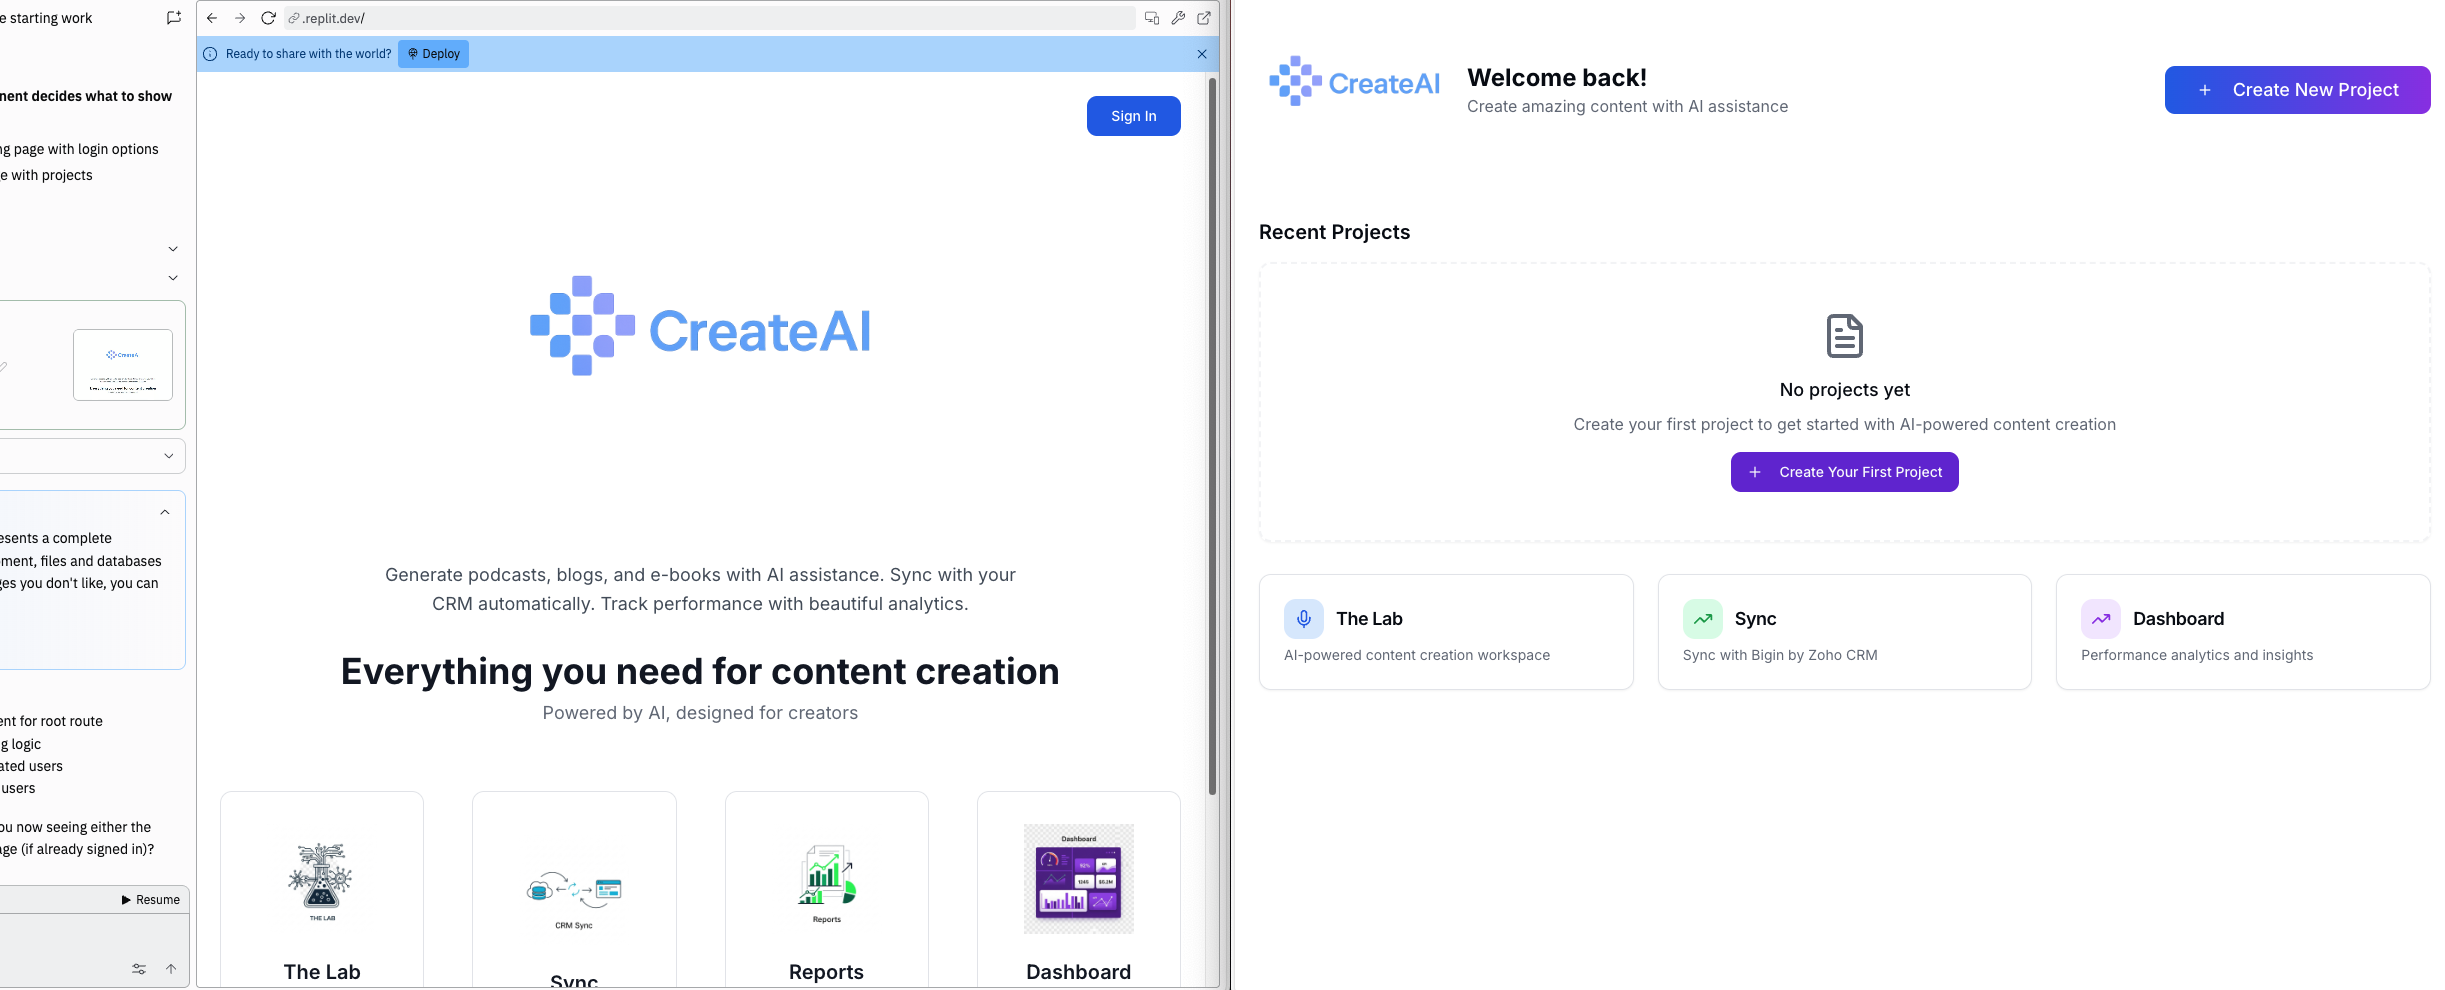 e starting work
nent decides what to show
ng page with login options
e with projects
esents a complete
ment, files and databases
ges you don't like, you can
ent for root route
g logic
ated users
users
ou now seeing either the
age (if already signed in)?
Resume
.replit.dev/
Ready to share with the world?
Deploy
Sign In
CreateAI
Generate podcasts, blogs, and e-books with AI assistance. Sync with your
CRM automatically. Track performance with beautiful analytics.
Everything you need for content creation
Powered by AI, designed for creators
THE LAB
The Lab
CRM Sync
Sync
Reports
Reports
Dashboard
Dashboard
CreateAI
Welcome back!
Create amazing content with AI assistance
Create New Project
Recent Projects
No projects yet
Create your first project to get started with AI-powered content creation
Create Your First Project
The Lab
AI-powered content creation workspace
Sync
Sync with Bigin by Zoho CRM
Dashboard
Performance analytics and insights